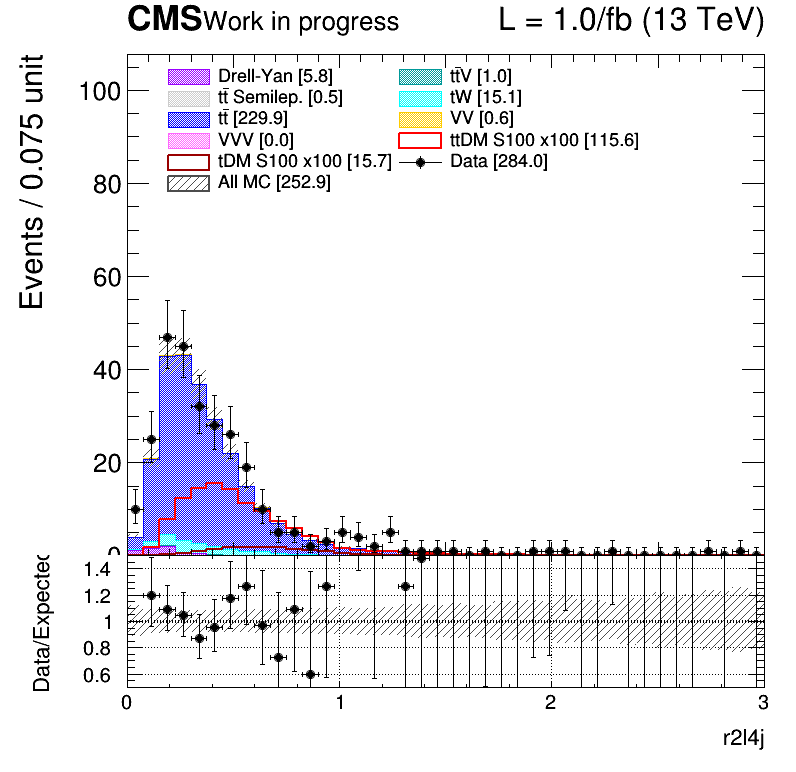 CMS Work in progress L = 1.0/fb (13 TeV)
Events / 0.075 unit
100
80
60
40
20
0
Drell-Yan [5.8] tt̄V [1.0]
tt̄ Semilep. [0.5] tW [15.1]
tt̄ [229.9] VV [0.6]
VVV [0.0] ttDM S100 x100 [115.6]
tDM S100 x100 [15.7] Data [284.0]
All MC [252.9]
Data/Expected
1.4
1.2
1
0.8
0.6
0 1 2 3
r2l4j